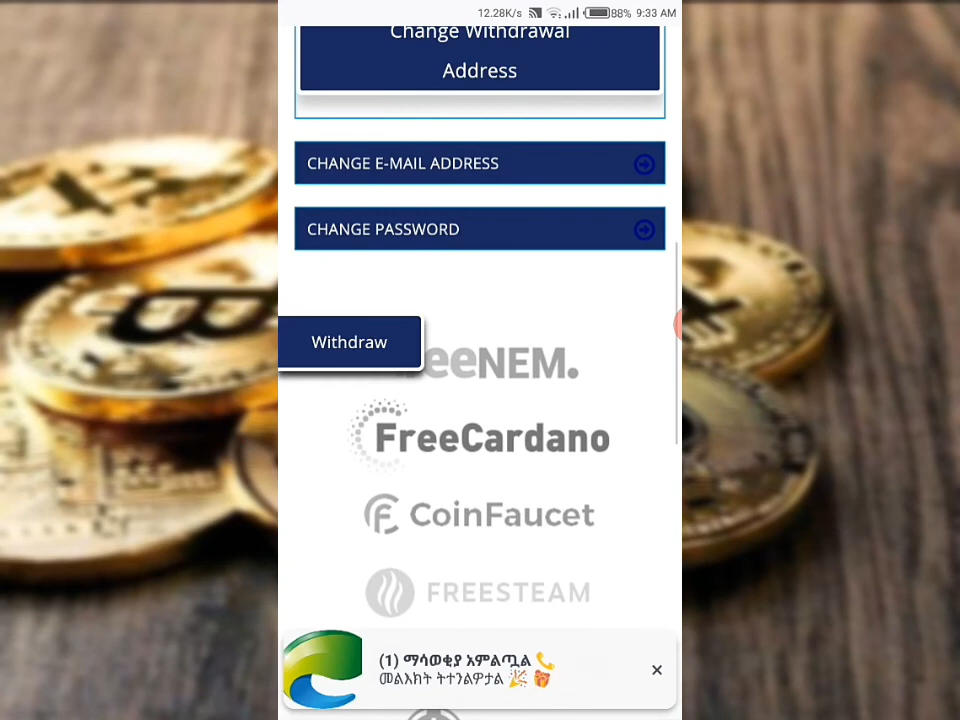 12.28K/s 88% 9:33 AM
Change Withdrawal
Address
CHANGE E-MAIL ADDRESS
CHANGE PASSWORD
Withdraw
eeNEM.
FreeCardano
CoinFaucet
FREESTEAM
(1) ማሳወቂያ አምልጧል 📞
መልእክት ትተንልዎታል 🎉 🎁